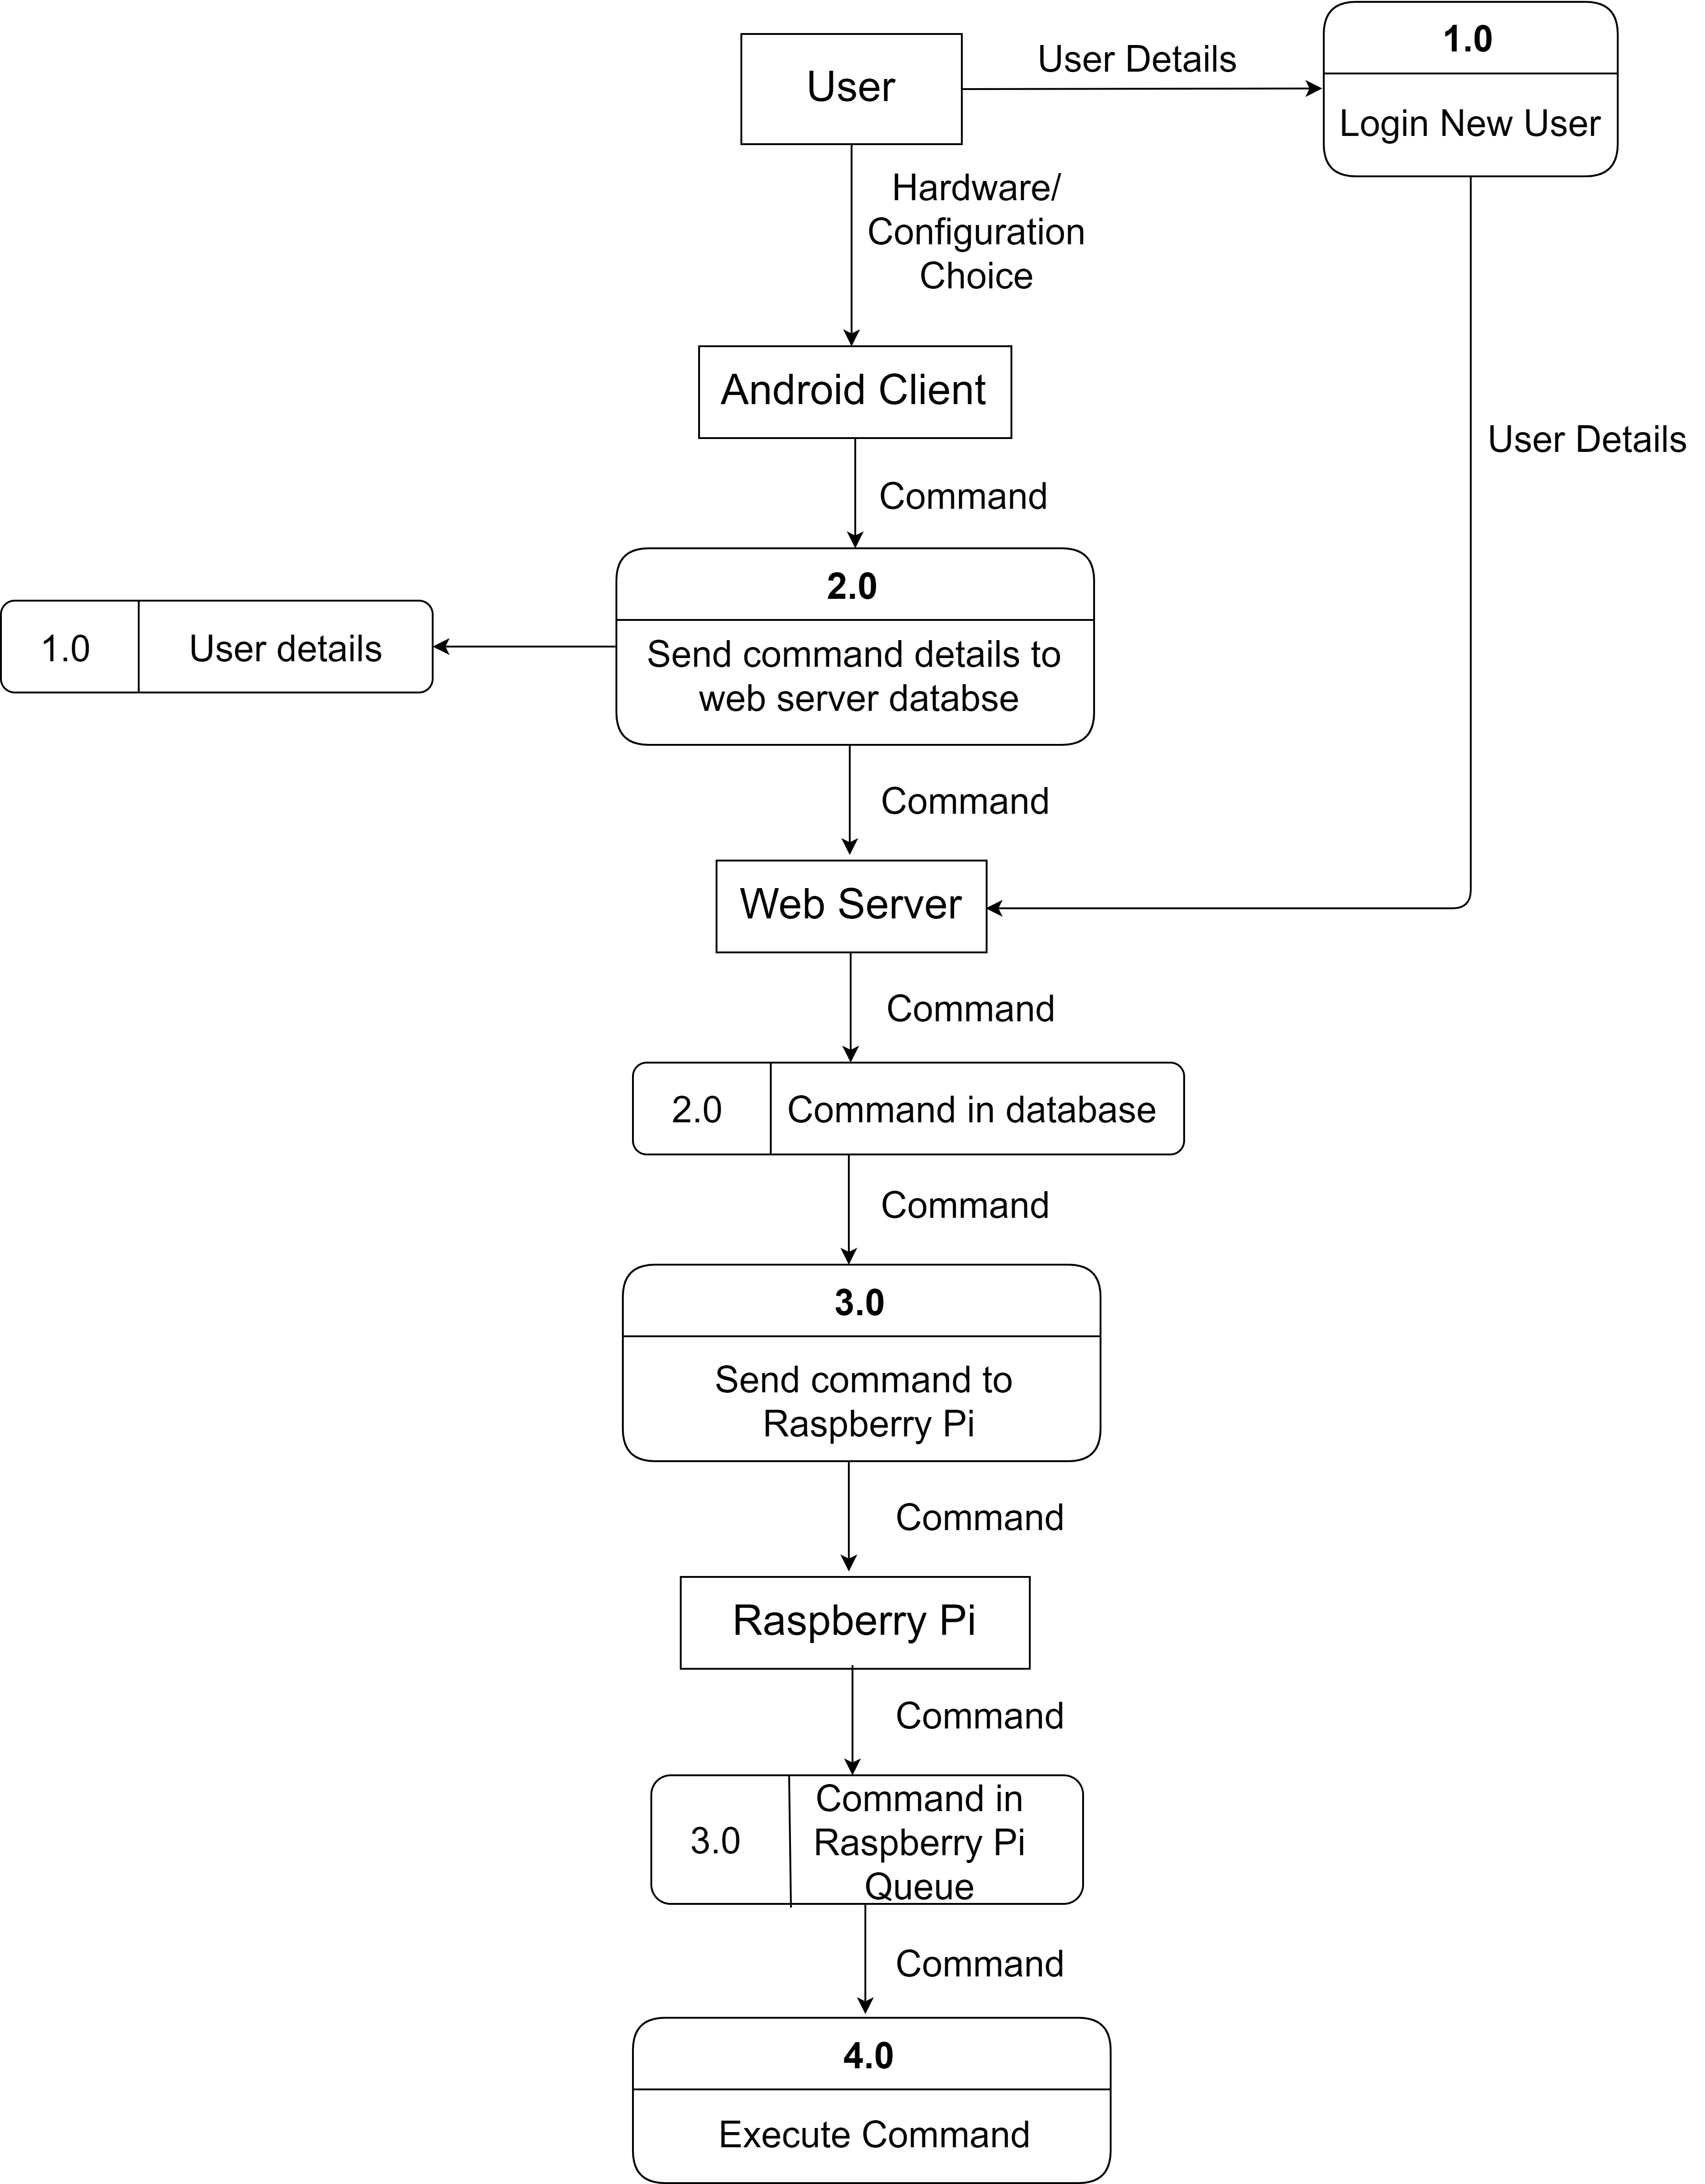 User
User Details
1.0
Login New User
Hardware/
Configuration
Choice
Android Client
User Details
Command
2.0
Send command details to
web server databse
1.0
User details
Command
Web Server
Command
2.0
Command in database
Command
3.0
Send command to
Raspberry Pi
Command
Raspberry Pi
Command
3.0
Command in
Raspberry Pi
Queue
Command
4.0
Execute Command